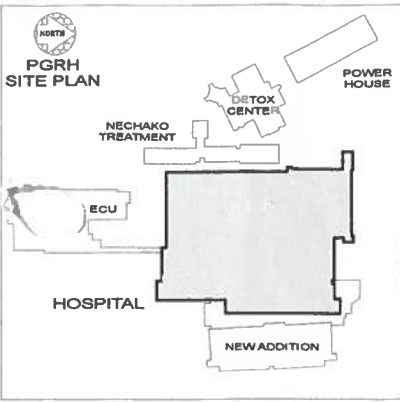 NORTH
PGRH
SITE PLAN
POWER
HOUSE
DETOX
CENTER
NECHAKO
TREATMENT
ECU
HOSPITAL
NEW ADDITION